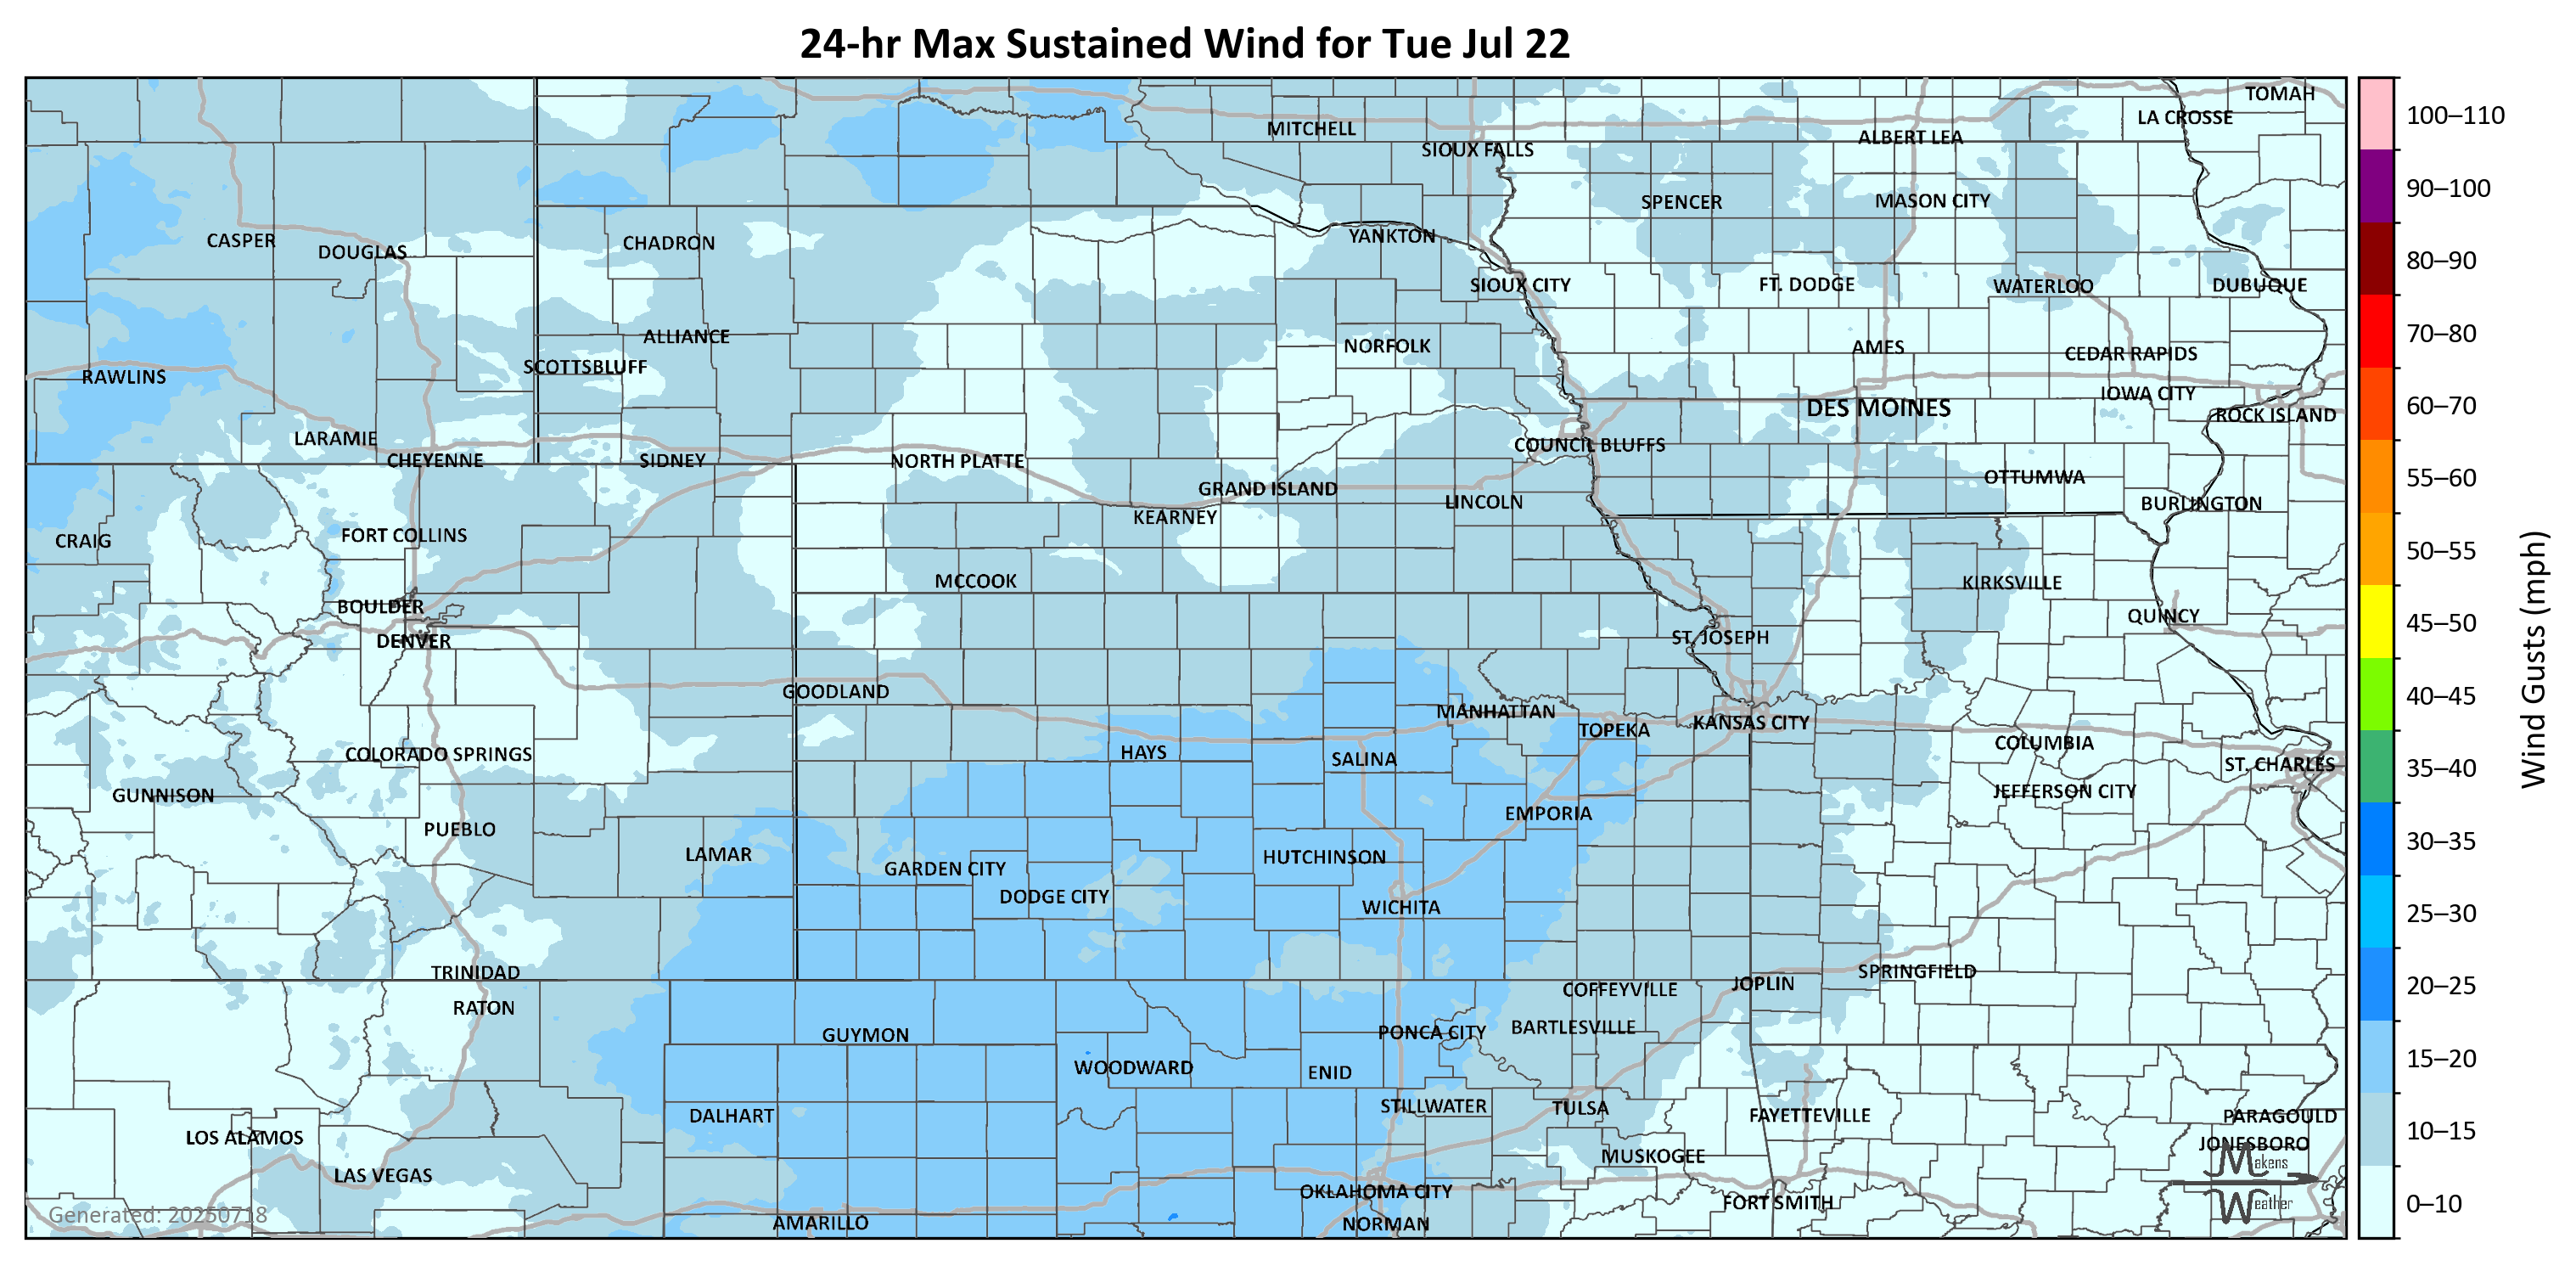 24-hr Max Sustained Wind for Tue Jul 22
TOMAH
LA CROSSE
MITCHELL
ALBERT LEA
SIOUX FALLS
SPENCER
MASON CITY
CASPER
DOUGLAS
CHADRON
YANKTON
SIOUX CITY
FT. DODGE
WATERLOO
DUBUQUE
ALLIANCE
NORFOLK
AMES
CEDAR RAPIDS
SCOTTSBLUFF
RAWLINS
IOWA CITY
DES MOINES
ROCK ISLAND
LARAMIE
COUNCIL BLUFFS
CHEYENNE
SIDNEY
NORTH PLATTE
OTTUMWA
GRAND ISLAND
LINCOLN
BURLINGTON
KEARNEY
FORT COLLINS
CRAIG
MCCOOK
KIRKSVILLE
BOULDER
QUINCY
DENVER
ST. JOSEPH
GOODLAND
MANHATTAN
KANSAS CITY
TOPEKA
COLUMBIA
COLORADO SPRINGS
HAYS
SALINA
ST. CHARLES
GUNNISON
JEFFERSON CITY
EMPORIA
PUEBLO
LAMAR
HUTCHINSON
GARDEN CITY
DODGE CITY
WICHITA
TRINIDAD
SPRINGFIELD
JOPLIN
COFFEYVILLE
RATON
BARTLESVILLE
GUYMON
PONCA CITY
WOODWARD
ENID
STILLWATER
TULSA
DALHART
FAYETTEVILLE
PARAGOULD
LOS ALAMOS
JONESBORO
MUSKOGEE
LAS VEGAS
OKLAHOMA CITY
FORT SMITH
AMARILLO
NORMAN
Generated: 20250718
Makens
Weather
100–110
90–100
80–90
70–80
60–70
55–60
50–55
45–50
40–45
35–40
30–35
25–30
20–25
15–20
10–15
0–10
Wind Gusts (mph)